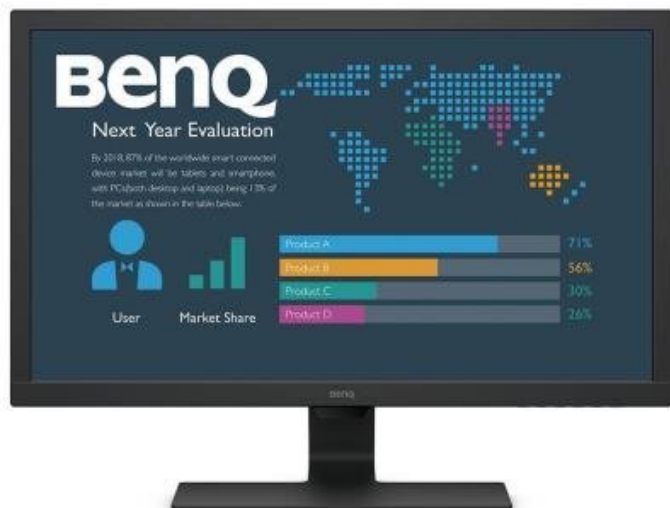 BenQ
Next Year Evaluation
By 2018, 87% of the worldwide smart connected
device market will be tablets and smartphone,
with PCs(both desktop and laptop) being 13% of
the market as shown in the table below.
User
Market Share
Product A 71%
Product B 56%
Product C 30%
Product D 26%
BenQ